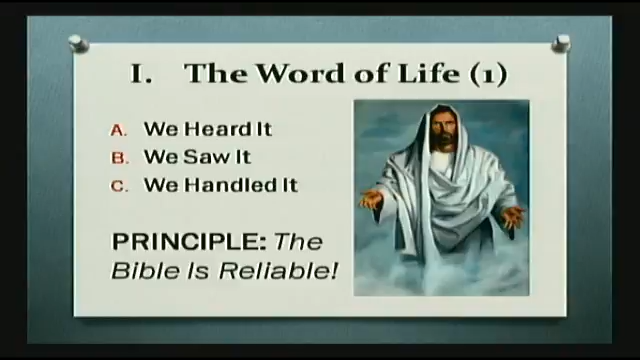 I. The Word of Life (1)
A. We Heard It
B. We Saw It
C. We Handled It
PRINCIPLE: The
Bible Is Reliable!